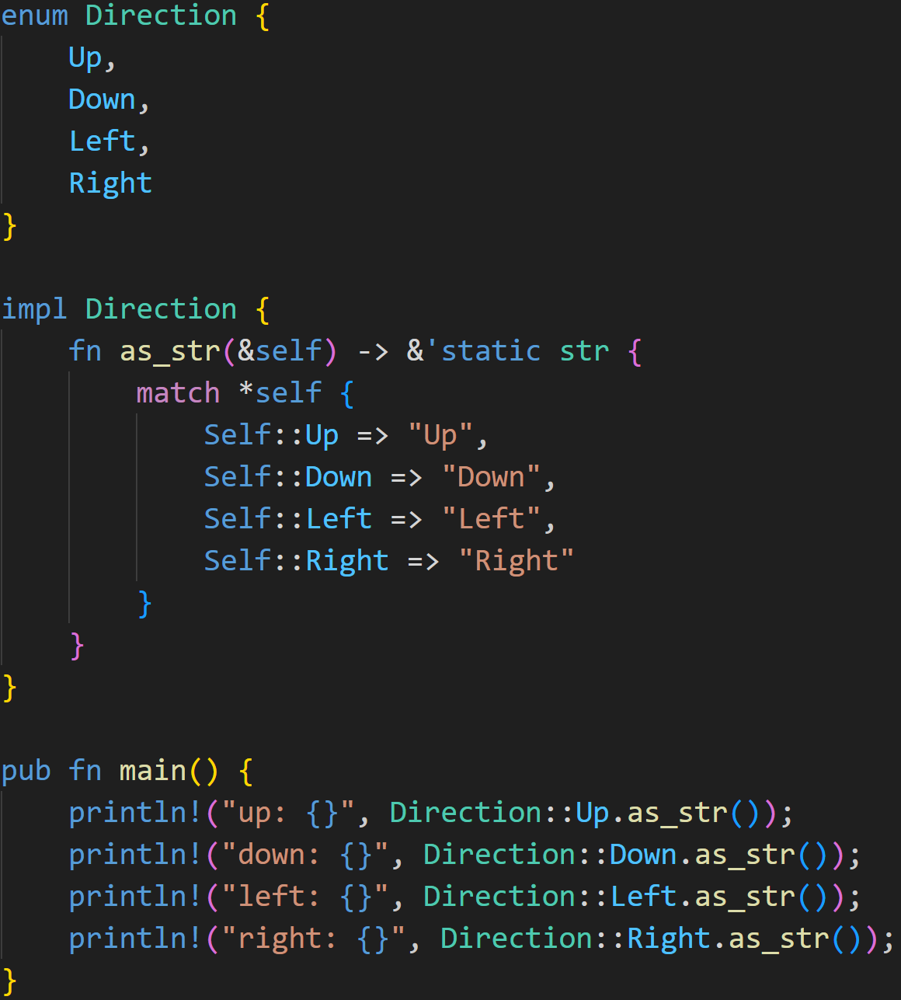 enum Direction {
    Up,
    Down,
    Left,
    Right
}

impl Direction {
    fn as_str(&self) -> &'static str {
        match *self {
            Self::Up => "Up",
            Self::Down => "Down",
            Self::Left => "Left",
            Self::Right => "Right"
        }
    }
}

pub fn main() {
    println!("up: {}", Direction::Up.as_str());
    println!("down: {}", Direction::Down.as_str());
    println!("left: {}", Direction::Left.as_str());
    println!("right: {}", Direction::Right.as_str());
}